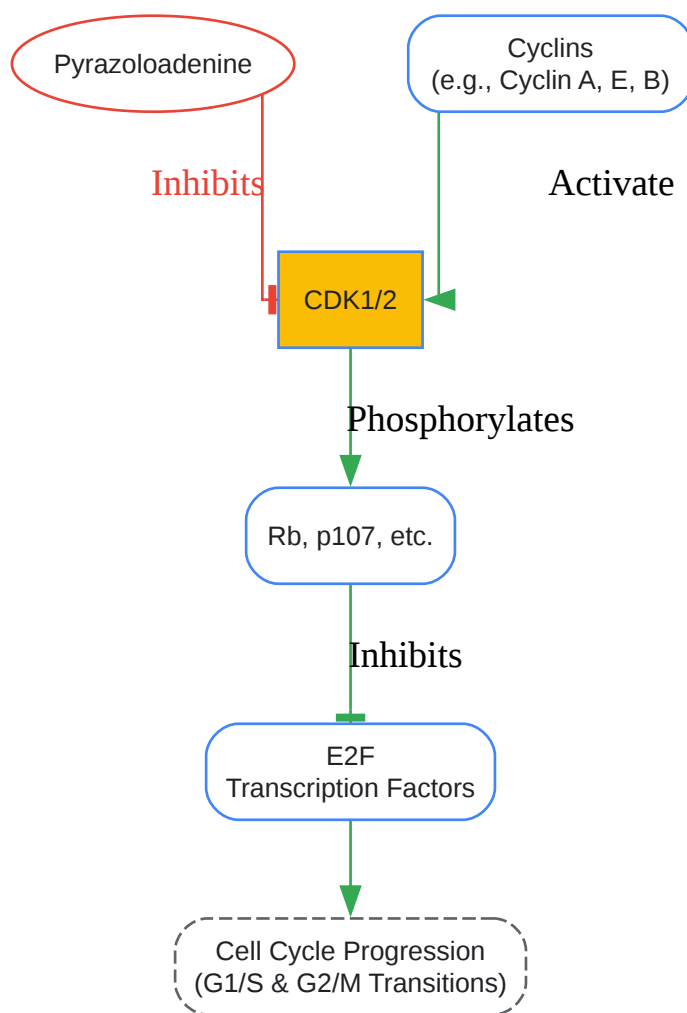 Pyrazoloadenine
Cyclins
(e.g., Cyclin A, E, B)
Inhibits
Activate
CDK1/2
Phosphorylates
Rb, p107, etc.
Inhibits
E2F
Transcription Factors
Cell Cycle Progression
(G1/S & G2/M Transitions)